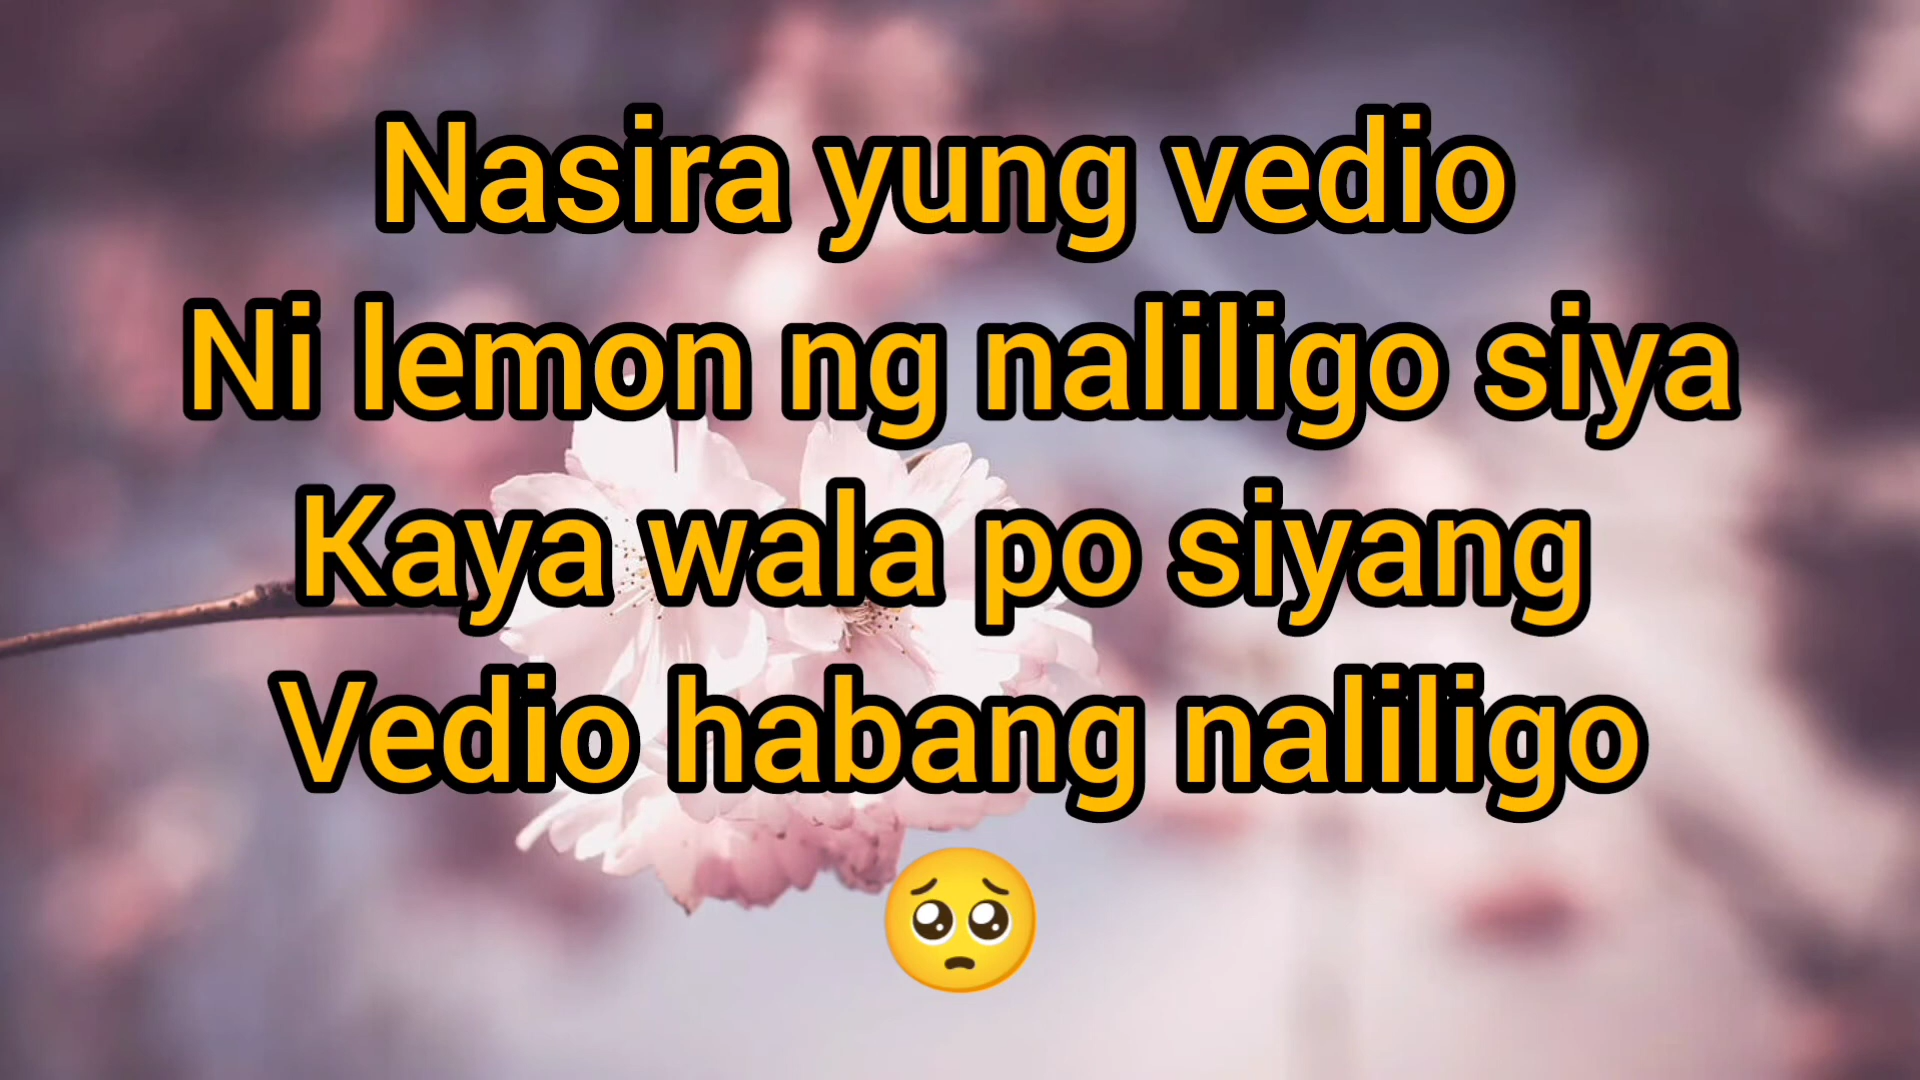 Nasira yung vedio
Ni lemon ng naliligo siya
Kaya wala po siyang
Vedio habang naliligo
🥺